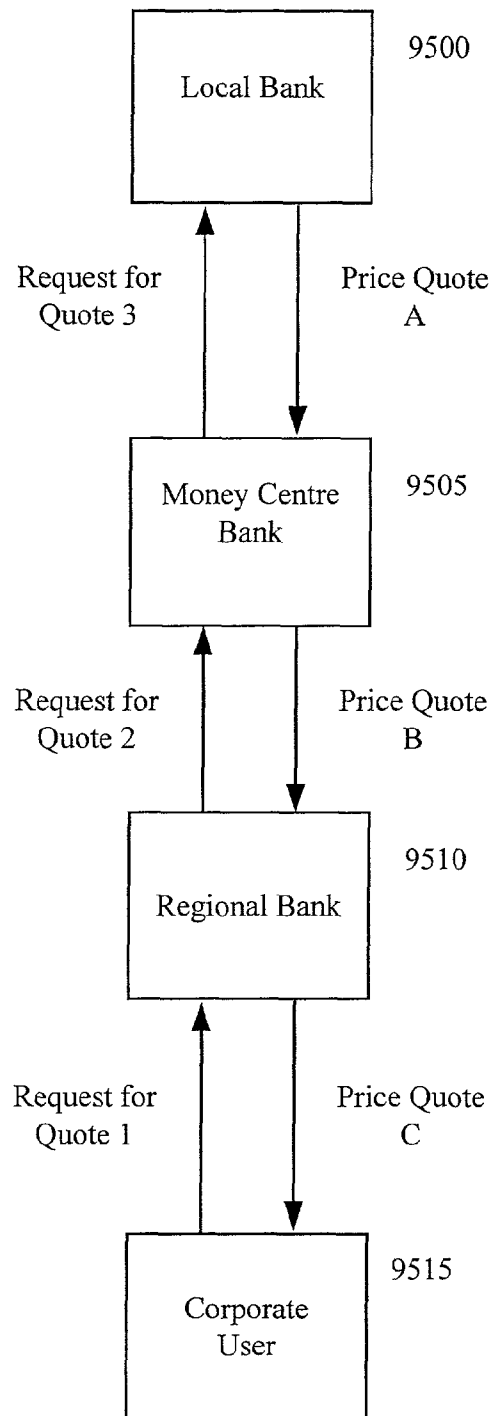 9500
Local Bank
Request for
Quote 3
Price Quote
A
9505
Money Centre
Bank
Request for
Quote 2
Price Quote
B
9510
Regional Bank
Request for
Quote 1
Price Quote
C
9515
Corporate
User